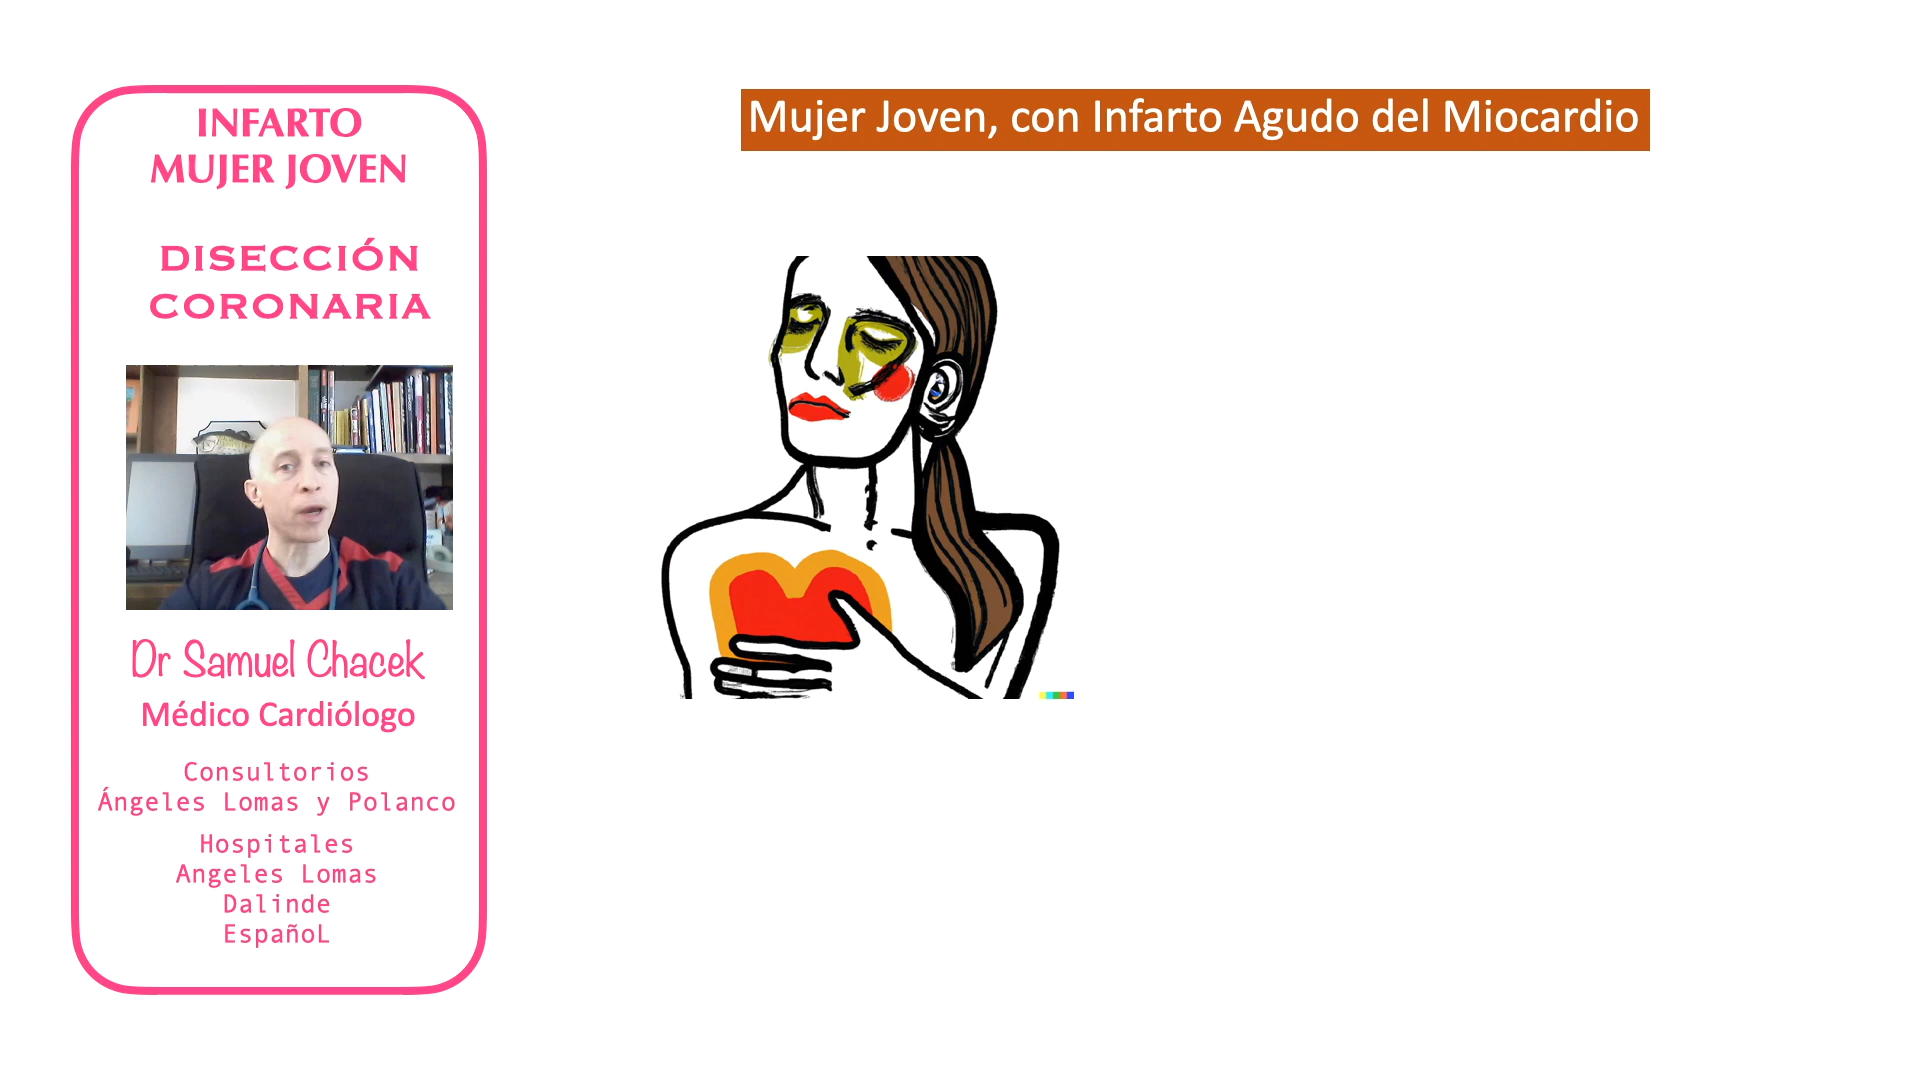 INFARTO
MUJER JOVEN
DISECCIÓN
CORONARIA
Dr Samuel Chacek
Médico Cardiólogo
Consultorios
Ángeles Lomas y Polanco
Hospitales
Angeles Lomas
Dalinde
EspañoL
Mujer Joven, con Infarto Agudo del Miocardio